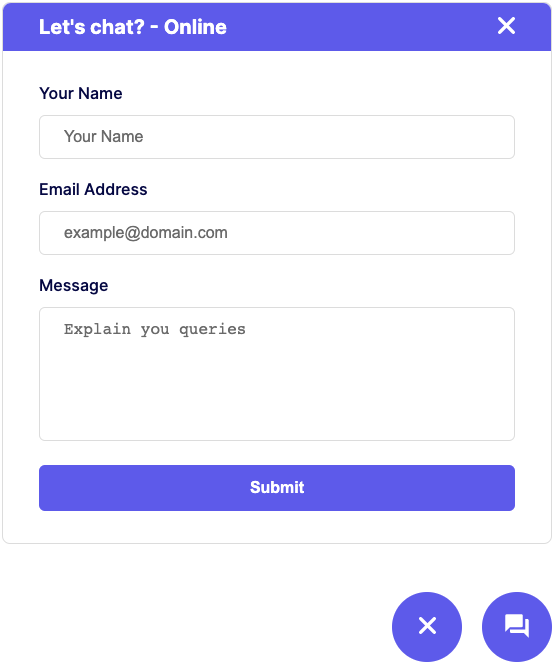 Let's chat? - Online
Your Name
Your Name
Email Address
example@domain.com
Message
Explain you queries
Submit